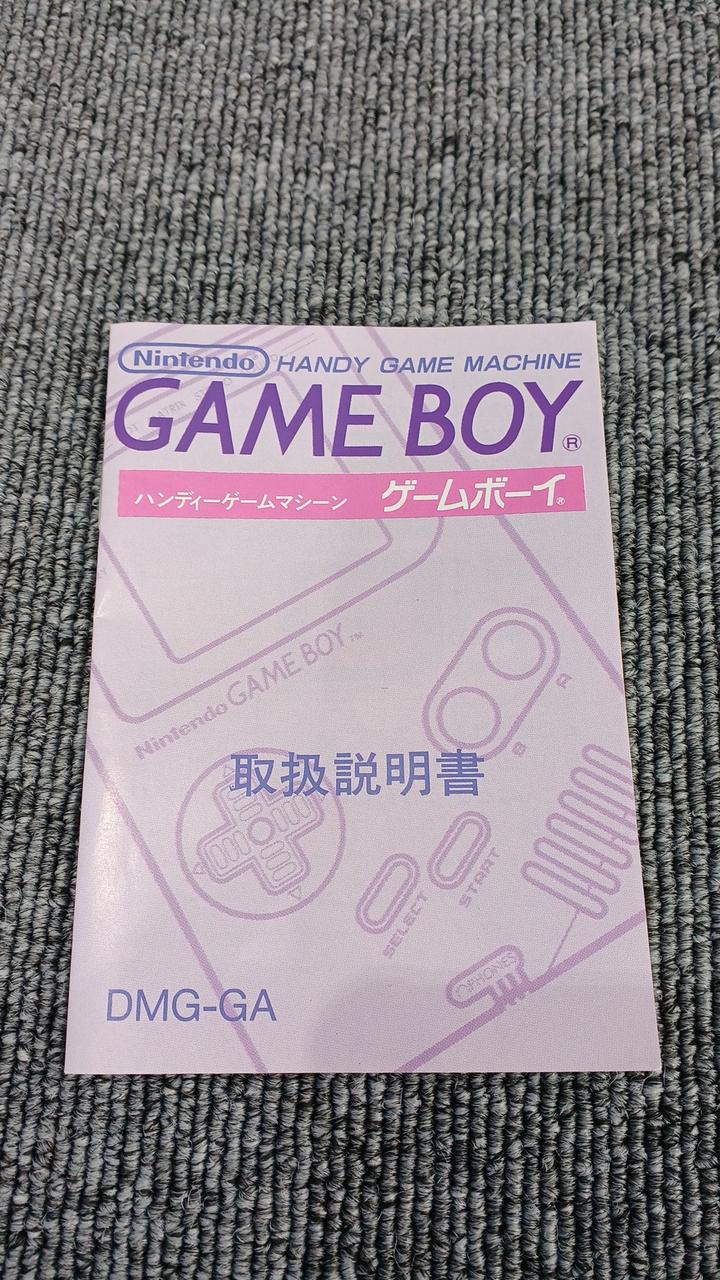 Nintendo® HANDY GAME MACHINE
GAME BOY®
ハンディーゲームマシーン ゲームボーイ®
Nintendo GAME BOY™
A
B
取扱説明書
SELECT
START
PHONES
DMG-GA